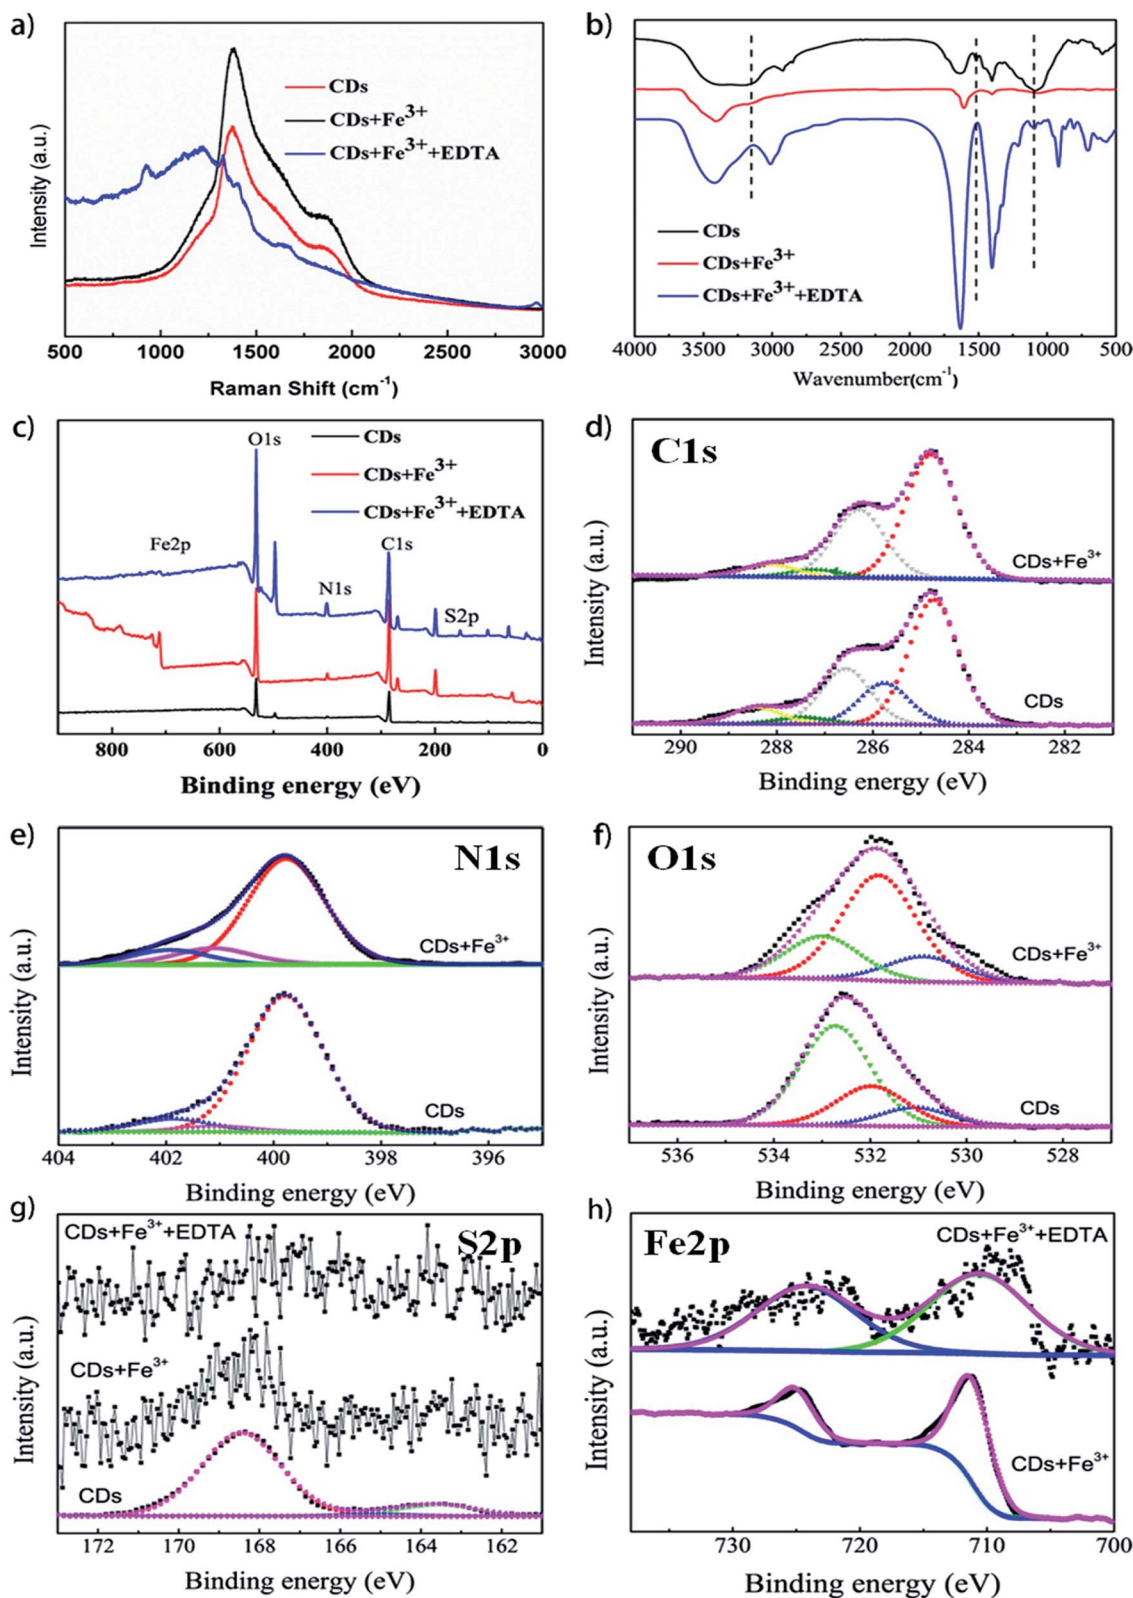 a)
CDs
CDs+Fe3+
CDs+Fe3++EDTA
Intensity (a.u.)
500 1000 1500 2000 2500 3000
Raman Shift (cm-1)
b)
CDs
CDs+Fe3+
CDs+Fe3++EDTA
4000 3500 3000 2500 2000 1500 1000 500
Wavenumber(cm-1)
c)
O1s
CDs
CDs+Fe3+
CDs+Fe3++EDTA
Fe2p
C1s
N1s
S2p
800 600 400 200 0
Binding energy (eV)
d)
C1s
CDs+Fe3+
CDs
Intensity (a.u.)
290 288 286 284 282
Binding energy (eV)
e)
N1s
CDs+Fe3+
CDs
Intensity (a.u.)
404 402 400 398 396
Binding energy (eV)
f)
O1s
CDs+Fe3+
CDs
Intensity (a.u.)
536 534 532 530 528
Binding energy (eV)
g)
CDs+Fe3++EDTA
S2p
CDs+Fe3+
CDs
Intensity (a.u.)
172 170 168 166 164 162
Binding energy (eV)
h)
CDs+Fe3++EDTA
Fe2p
CDs+Fe3+
Intensity (a.u.)
730 720 710 700
Binding energy (eV)